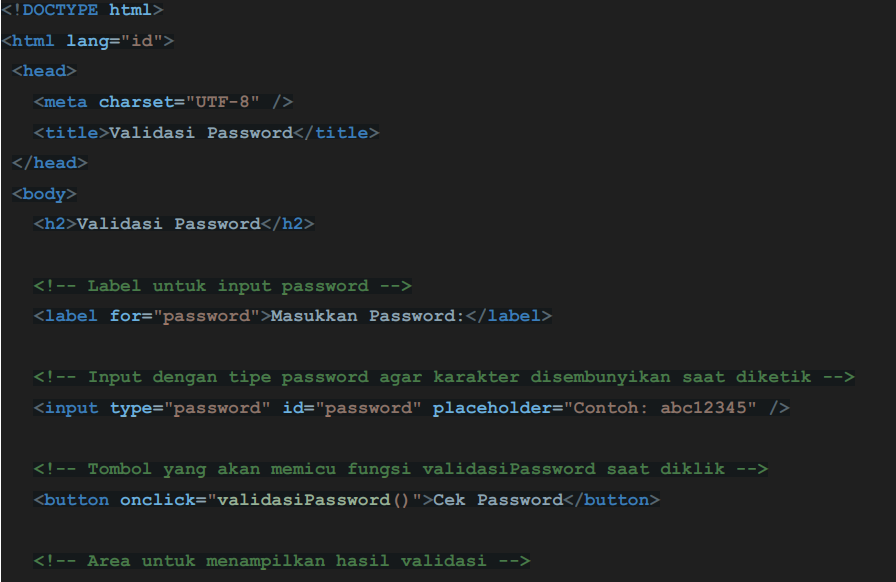 <!DOCTYPE html>
<html lang="id">
<head>
<meta charset="UTF-8" />
<title>Validasi Password</title>
</head>
<body>
<h2>Validasi Password</h2>
<!-- Label untuk input password -->
<label for="password">Masukkan Password:</label>
<!-- Input dengan tipe password agar karakter disembunyikan saat diketik -->
<input type="password" id="password" placeholder="Contoh: abc12345" />
<!-- Tombol yang akan memicu fungsi validasiPassword saat diklik -->
<button onclick="validasiPassword()">Cek Password</button>
<!-- Area untuk menampilkan hasil validasi -->